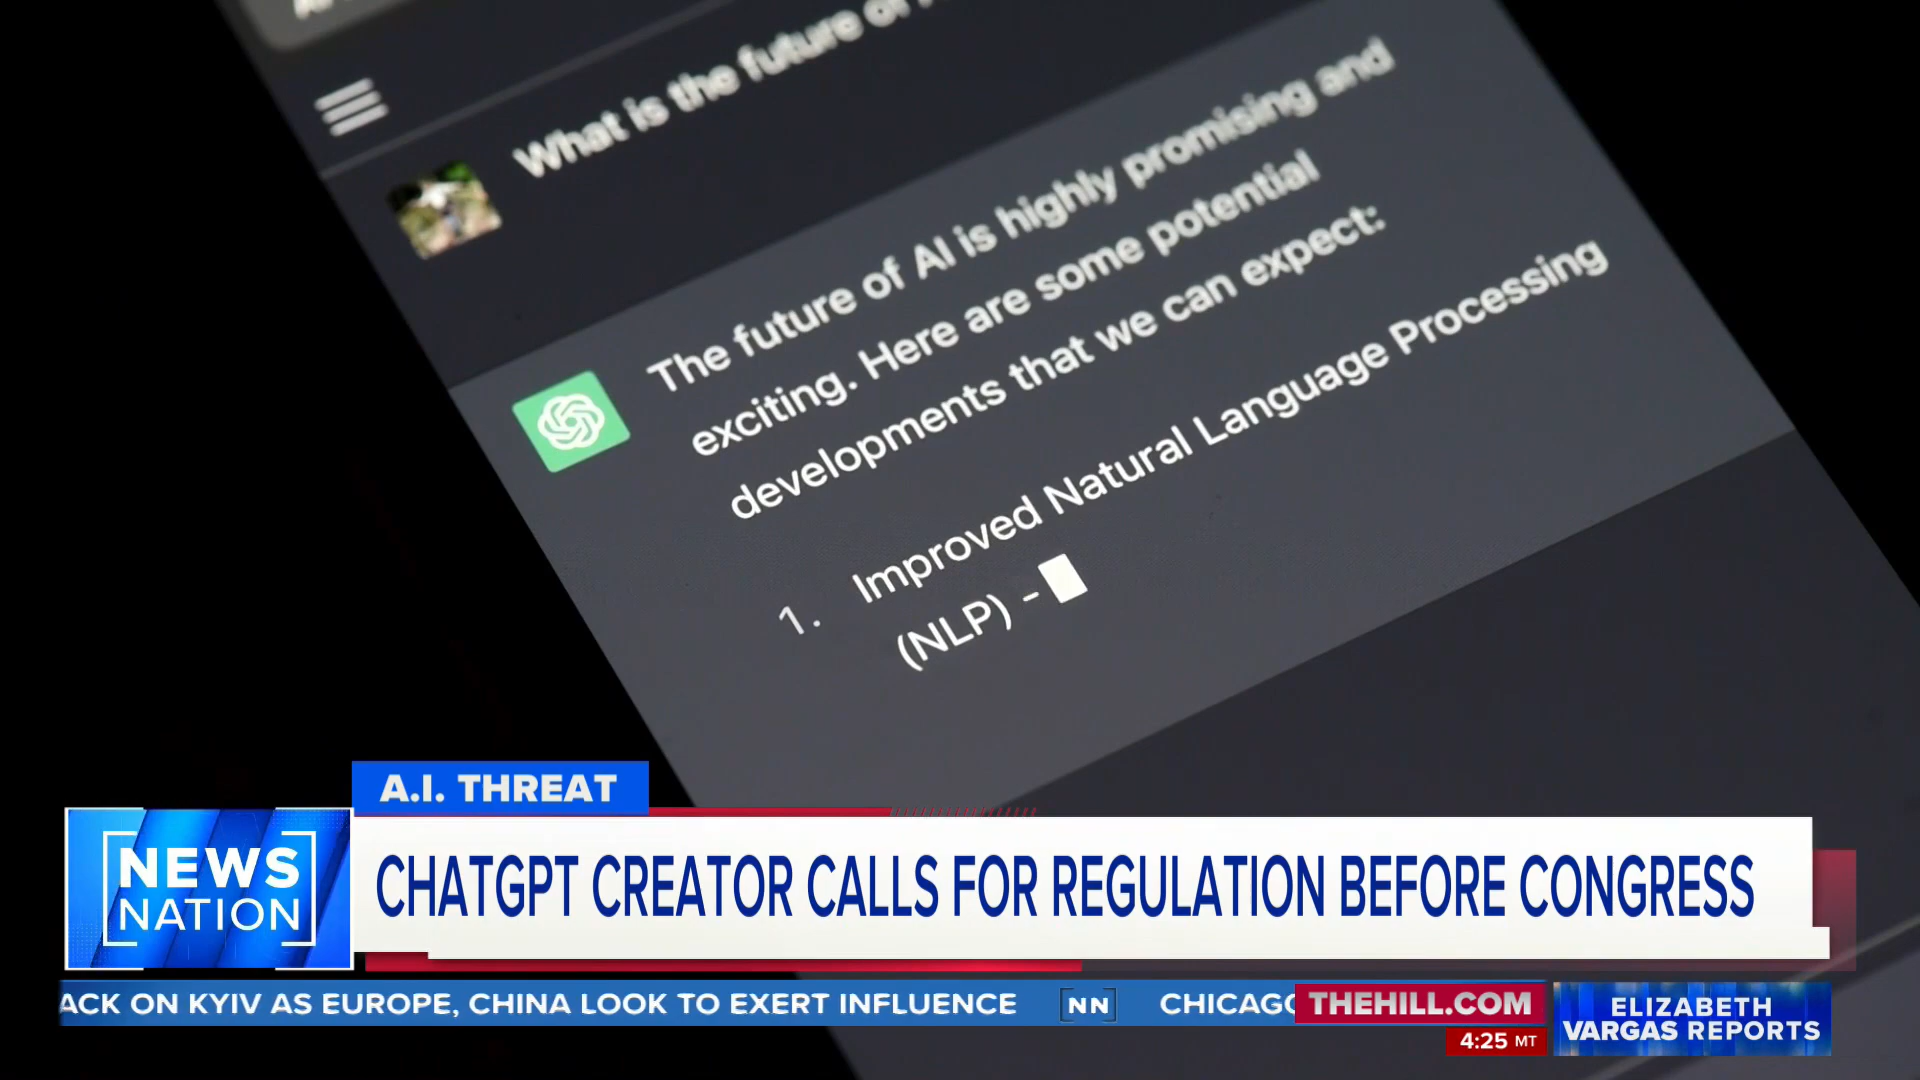 What is the future of
The future of AI is highly promising and
exciting. Here are some potential
developments that we can expect:
1. Improved Natural Language Processing
(NLP) -
A.I. THREAT
NEWS
NATION
CHATGPT CREATOR CALLS FOR REGULATION BEFORE CONGRESS
ACK ON KYIV AS EUROPE, CHINA LOOK TO EXERT INFLUENCE NN CHICAGO
THEHILL.COM
4:25 MT
ELIZABETH
VARGAS REPORTS